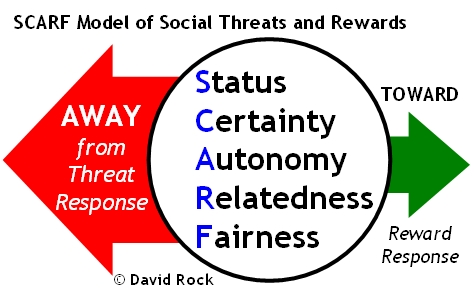 SCARF Model of Social Threats and Rewards
AWAY
from
Threat
Response
Status
Certainty
Autonomy
Relatedness
Fairness
TOWARD
Reward
Response
© David Rock